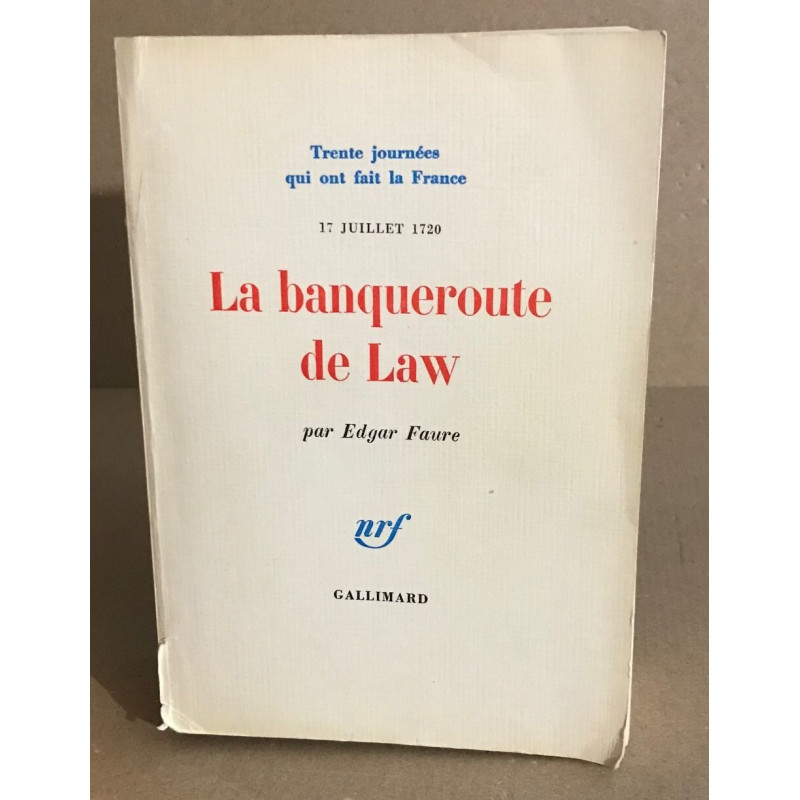 Trente journées
qui ont fait la France
17 JUILLET 1720
La banqueroute
de Law
par Edgar Faure
nrf
GALLIMARD